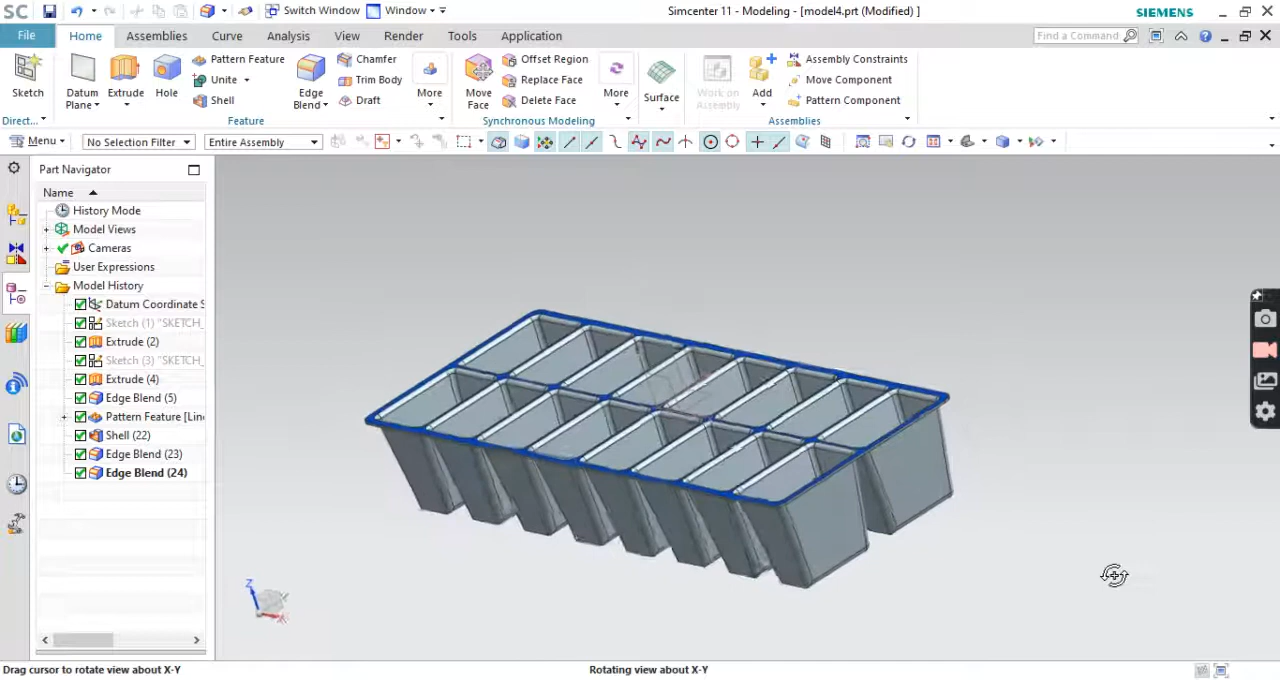 SC Switch Window Window Simcenter 11 - Modeling - [model4.prt (Modified) ] SIEMENS
File Home Assemblies Curve Analysis View Render Tools Application Find a Command
Sketch
Datum Plane
Extrude
Hole
Pattern Feature
Unite
Shell
Edge Blend
Chamfer
Trim Body
Draft
More
Move Face
Offset Region
Replace Face
Delete Face
More
Surface
Work on Assembly
Add
Assembly Constraints
Move Component
Pattern Component
Direct... Feature Synchronous Modeling Assemblies
Menu No Selection Filter Entire Assembly
Part Navigator
Name
History Mode
Model Views
Cameras
User Expressions
Model History
Datum Coordinate S
Sketch (1) "SKETCH_
Extrude (2)
Sketch (3) "SKETCH_
Extrude (4)
Edge Blend (5)
Pattern Feature [Line
Shell (22)
Edge Blend (23)
Edge Blend (24)
Z
X
Drag cursor to rotate view about X-Y Rotating view about X-Y